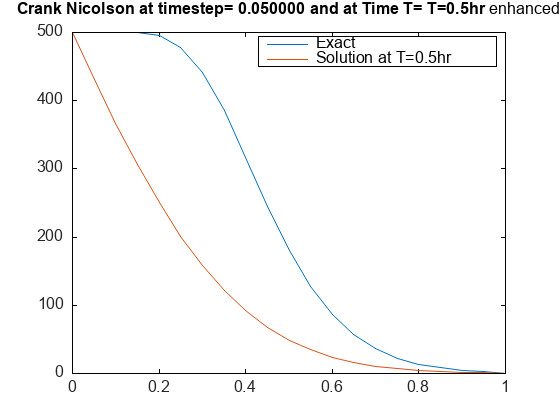 Crank Nicolson at timestep= 0.050000 and at Time T= T=0.5hr enhanced
500
Exact
Solution at T=0.5hr
400
300
200
100
0
0 0.2 0.4 0.6 0.8 1